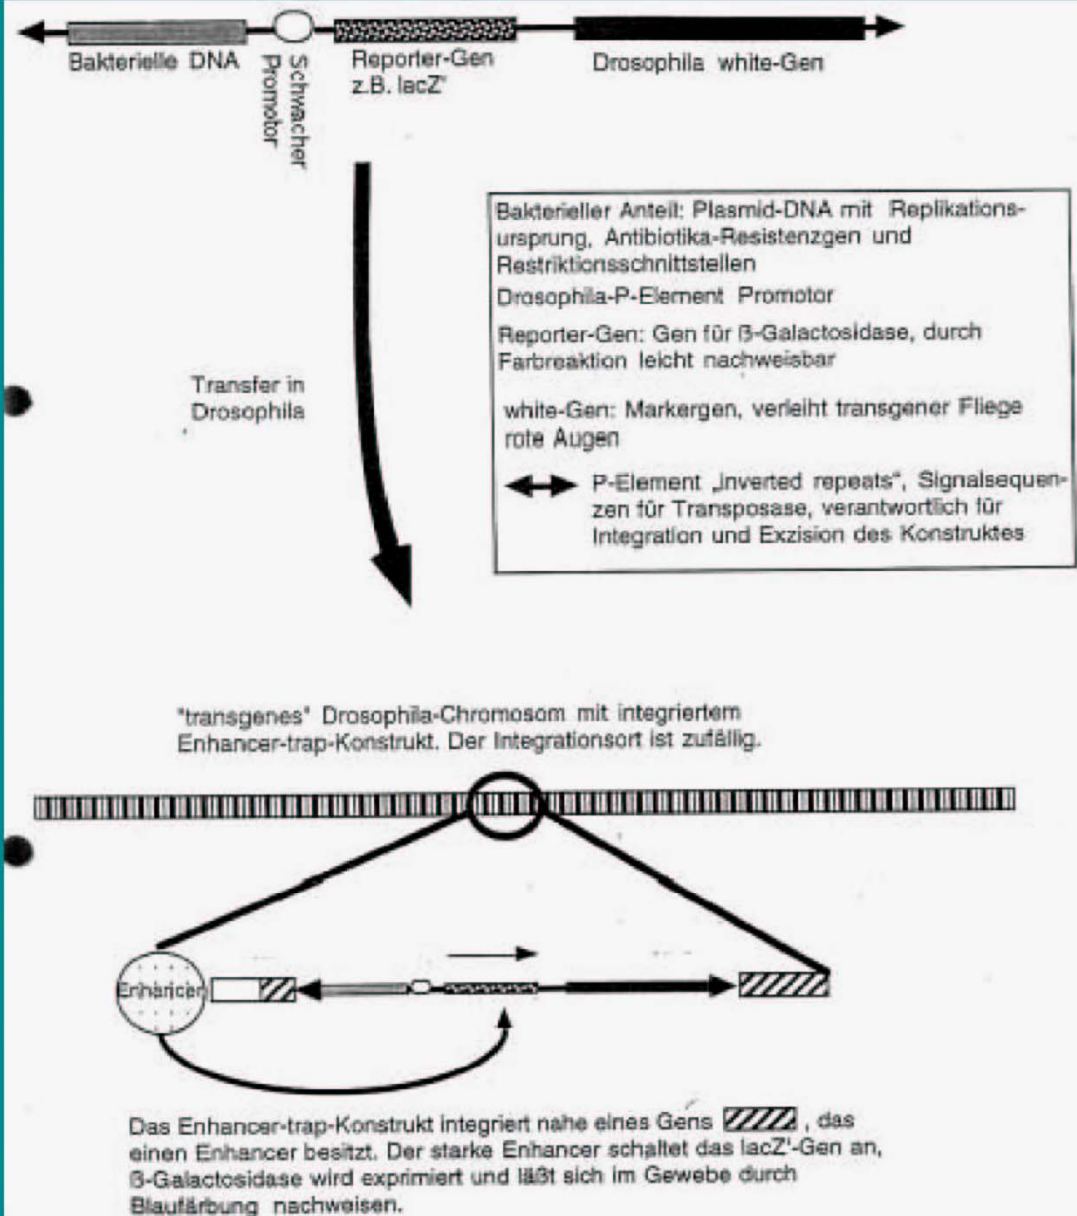 Bakterielle DNA
Schwacher
Promotor
Reporter-Gen
z.B. lacZ'
Drosophila white-Gen
Bakterieller Anteil: Plasmid-DNA mit Replikations-
ursprung, Antibiotika-Resistenzgen und
Restriktionsschnittstellen
Drosophila-P-Element Promotor
Reporter-Gen: Gen für ß-Galactosidase, durch
Farbreaktion leicht nachweisbar
white-Gen: Markergen, verleiht transgener Fliege
rote Augen
P-Element „inverted repeats“, Signalsequen-
zen für Transposase, verantwortlich für
Integration und Exzision des Konstruktes
Transfer in
Drosophila
"transgenes" Drosophila-Chromosom mit integriertem
Enhancer-trap-Konstrukt. Der Integrationsort ist zufällig.
Enhancer
Das Enhancer-trap-Konstrukt integriert nahe eines Gens , das
einen Enhancer besitzt. Der starke Enhancer schaltet das lacZ'-Gen an,
ß-Galactosidase wird exprimiert und läßt sich im Gewebe durch
Blaufärbung nachweisen.